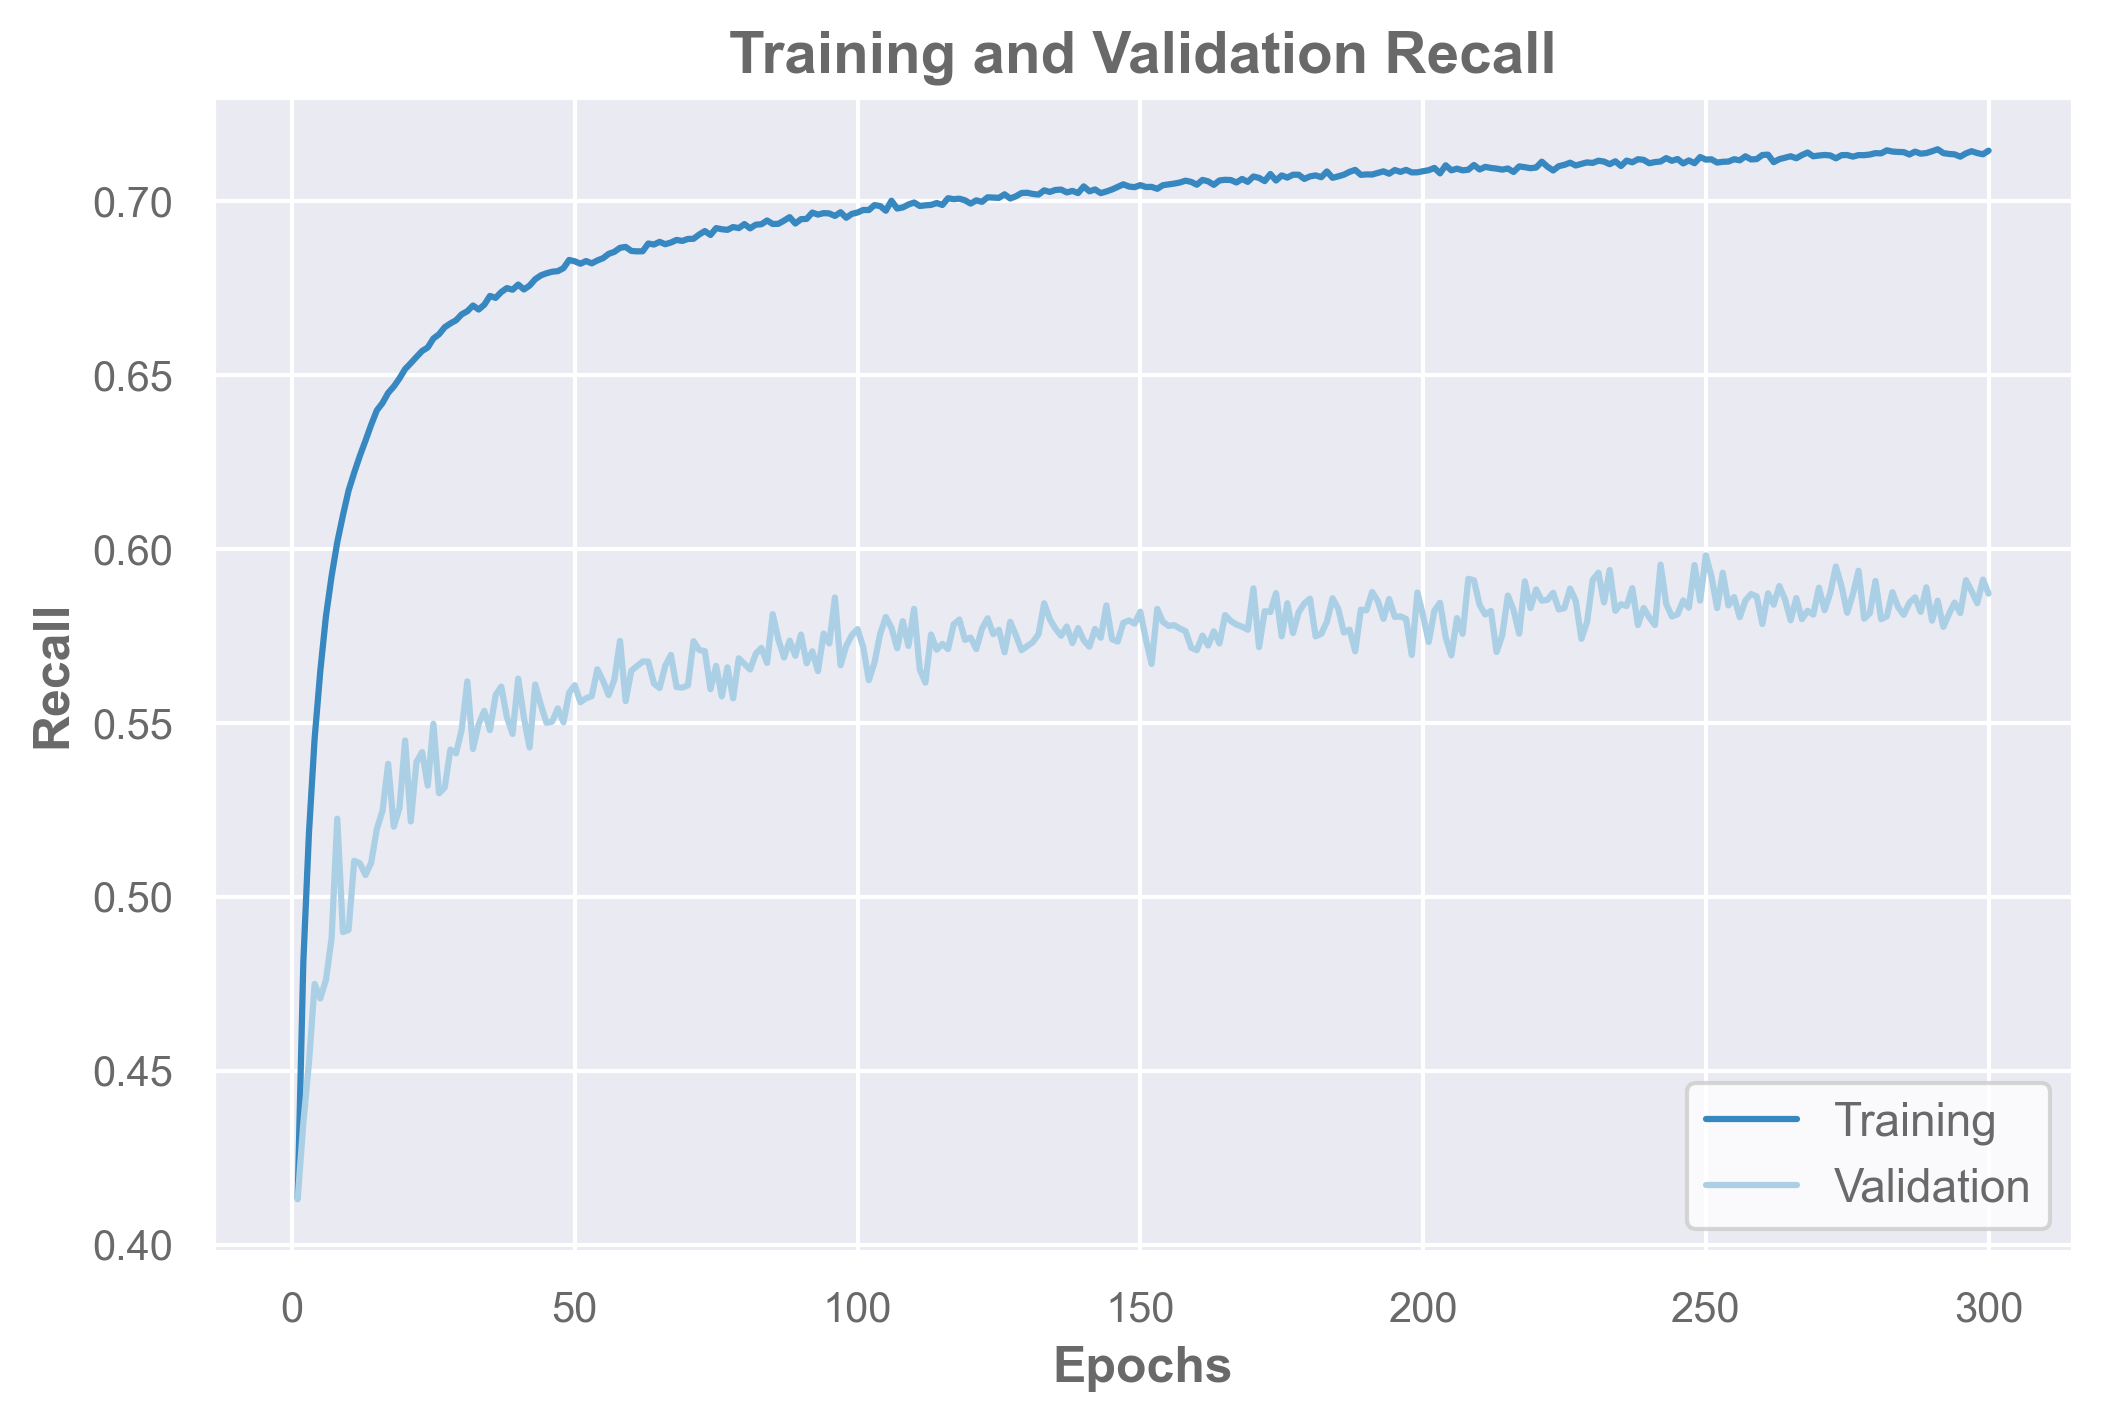 Training and Validation Recall
Recall
0.70
0.65
0.60
0.55
0.50
0.45
0.40
Training
Validation
0 50 100 150 200 250 300
Epochs